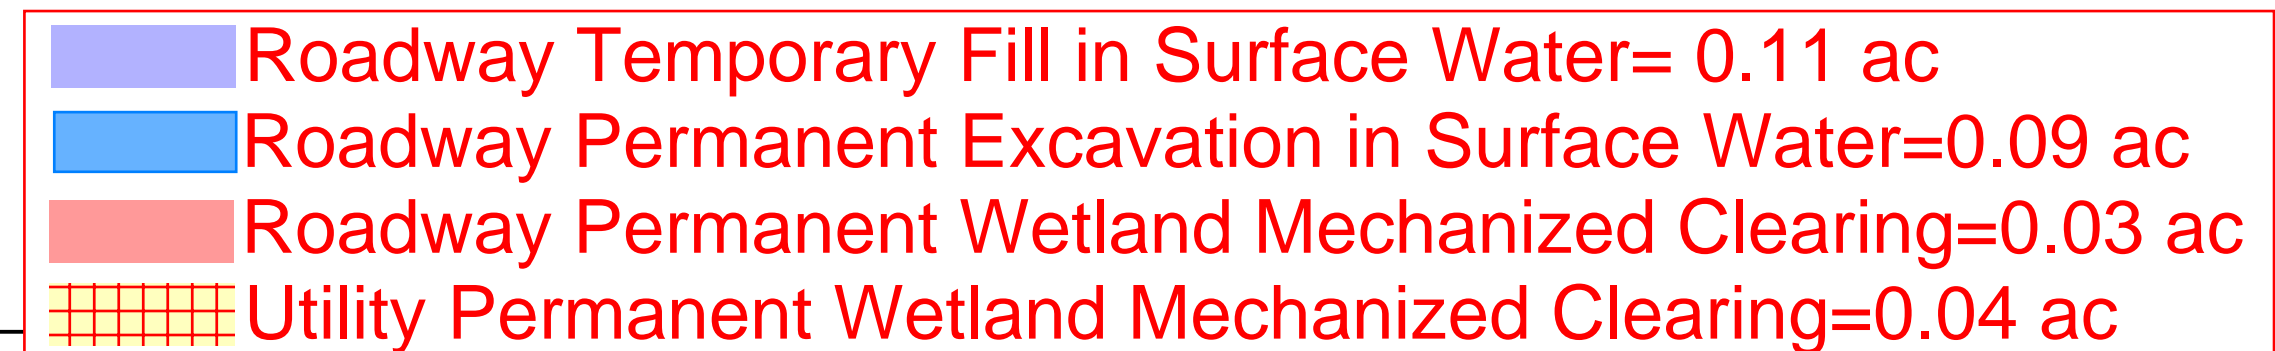 Roadway Temporary Fill in Surface Water= 0.11 ac
Roadway Permanent Excavation in Surface Water=0.09 ac
Roadway Permanent Wetland Mechanized Clearing=0.03 ac
Utility Permanent Wetland Mechanized Clearing=0.04 ac